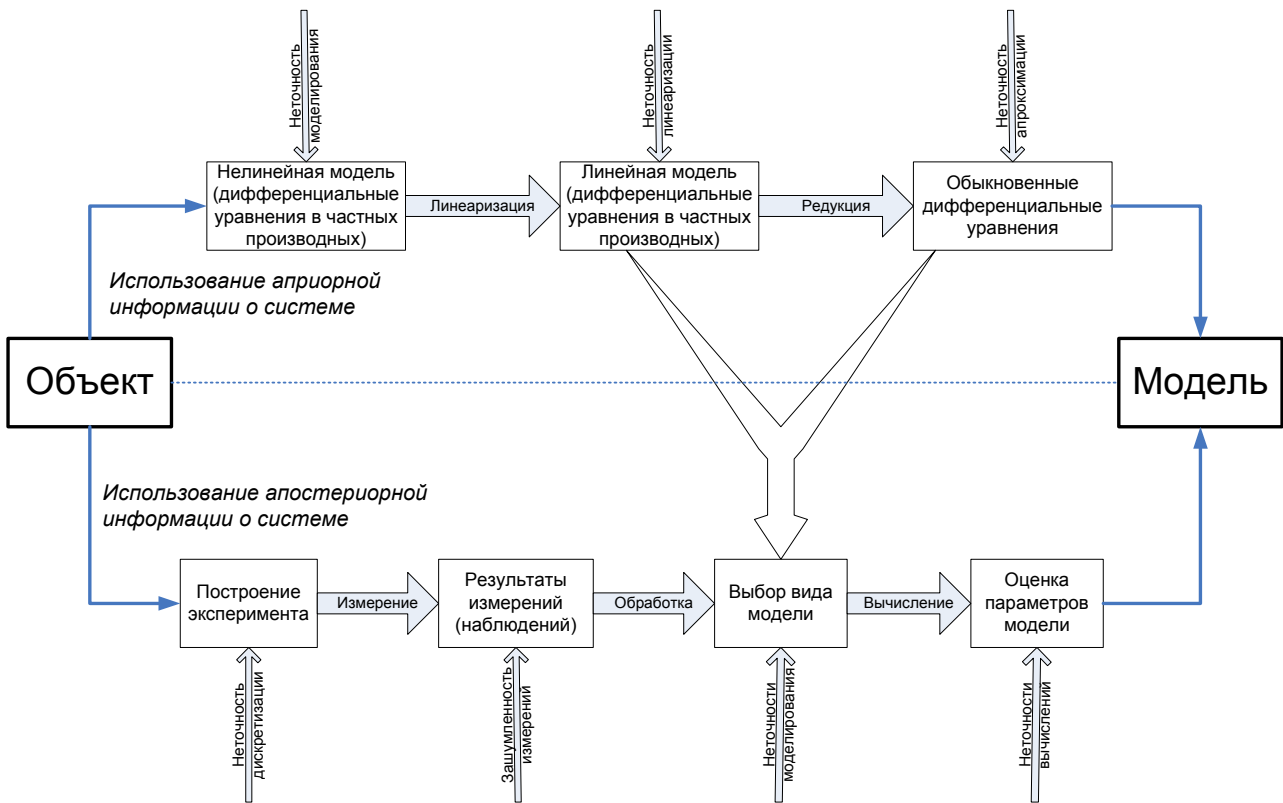 Неточность
моделирования
Неточность
линеаризации
Неточность
апроксимации
Нелинейная модель
(дифференциальные
уравнения в частных
производных)
Линеаризация
Линейная модель
(дифференциальные
уравнения в частных
производных)
Редукция
Обыкновенные
дифференциальные
уравнения
Использование априорной
информации о системе
Объект
Модель
Использование апостериорной
информации о системе
Построение
эксперимента
Измерение
Результаты
измерений
(наблюдений)
Обработка
Выбор вида
модели
Вычисление
Оценка
параметров
модели
Неточность
дискретизации
Зашумленность
измерений
Неточности
моделирования
Неточности
вычислений